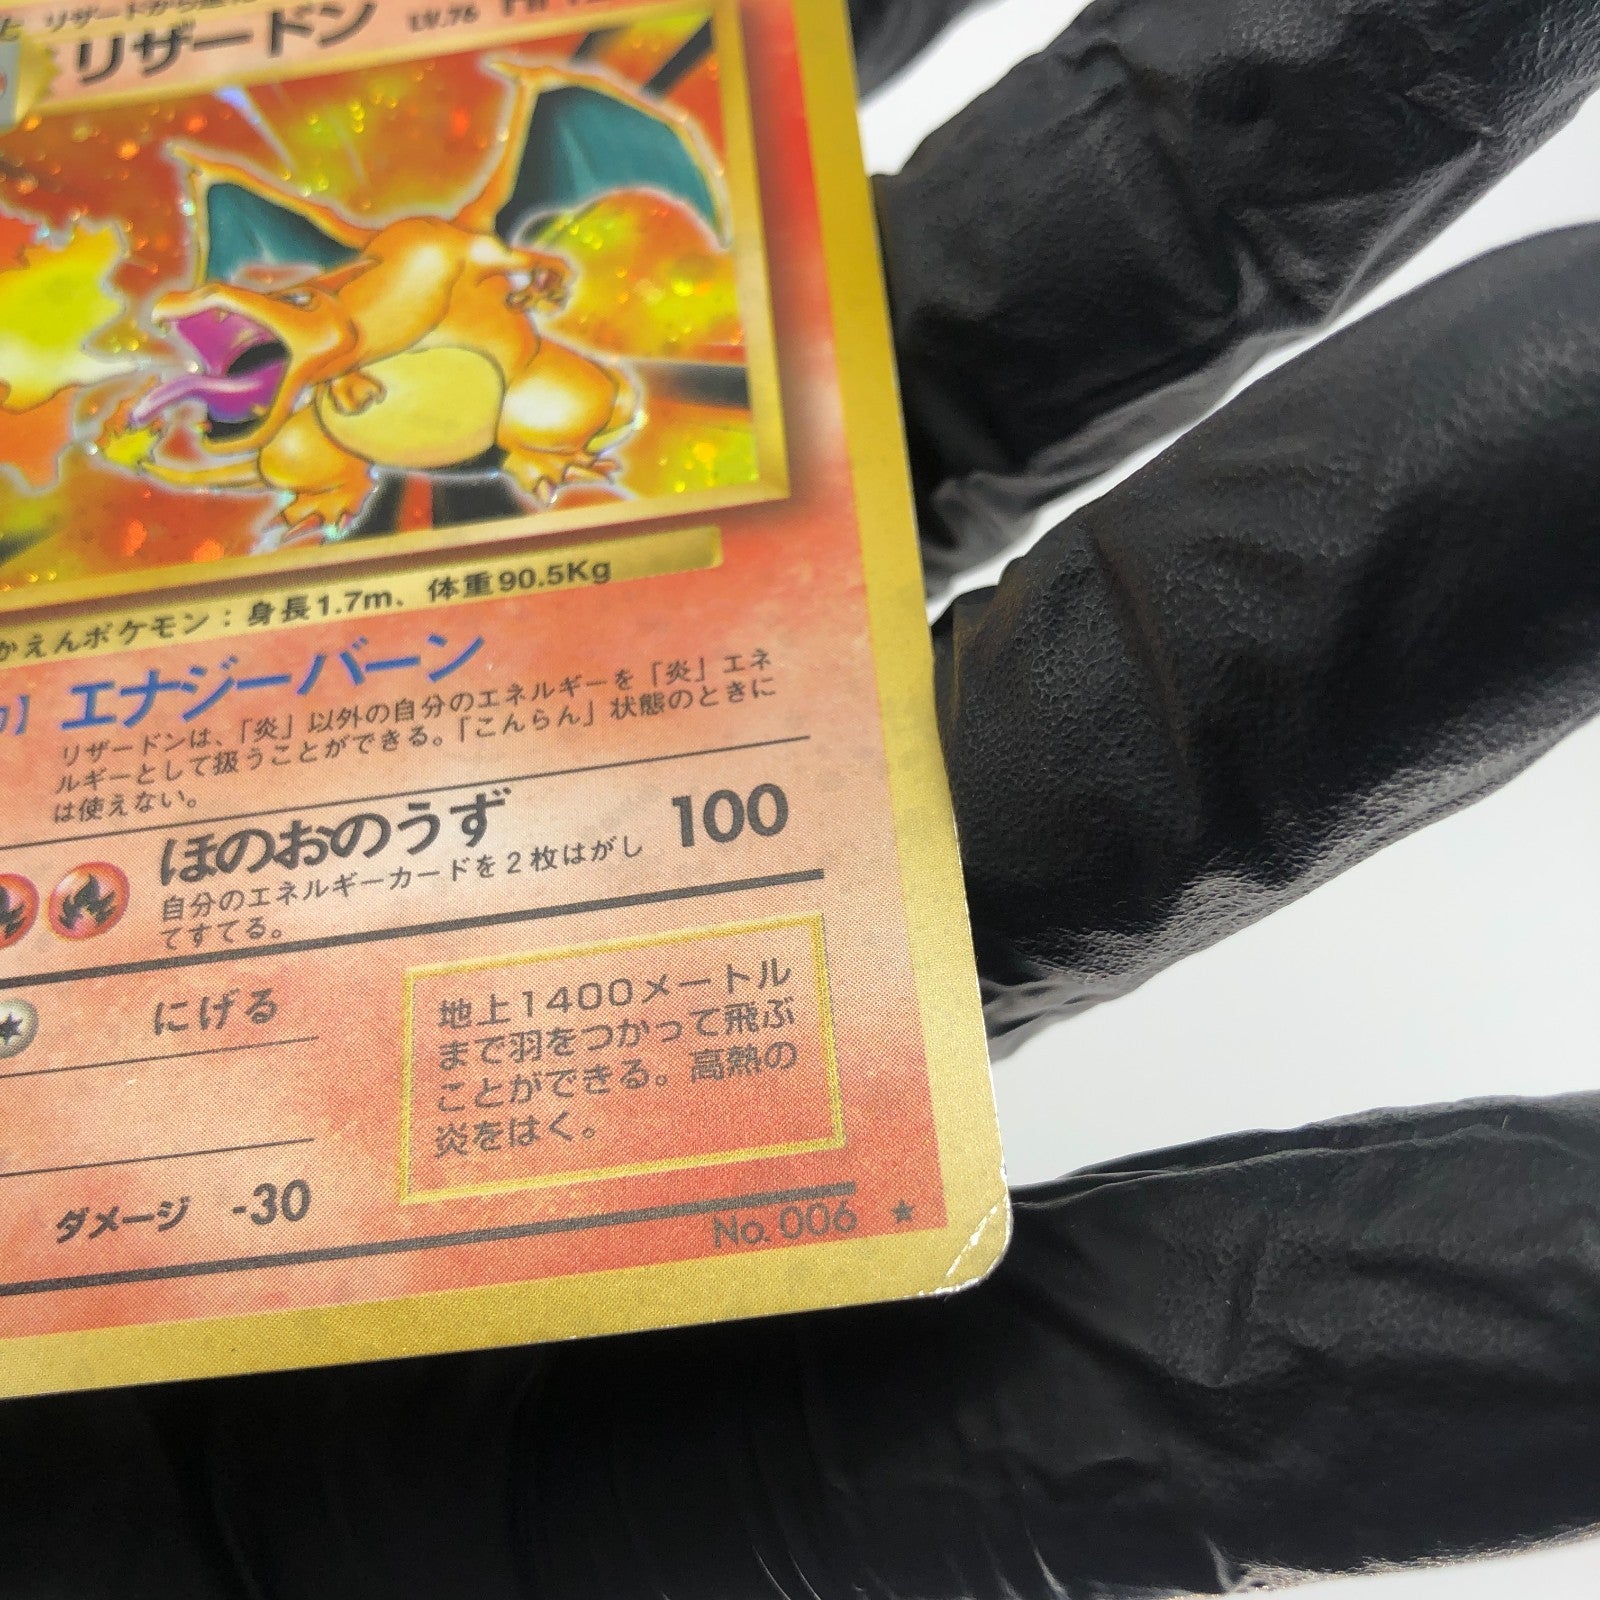 リザードン LV.76
かえんポケモン：身長1.7m、体重90.5Kg
エナジーバーン
リザードンは、「炎」以外の自分のエネルギーを「炎」エネ
ルギーとして扱うことができる。「こんらん」状態のときに
は使えない。
ほのおのうず 100
自分のエネルギーカードを2枚はがし
てすてる。
にげる
地上1400メートル
まで羽をつかって飛ぶ
ことができる。高熱の
炎をはく。
ダメージ -30
No.006 ★